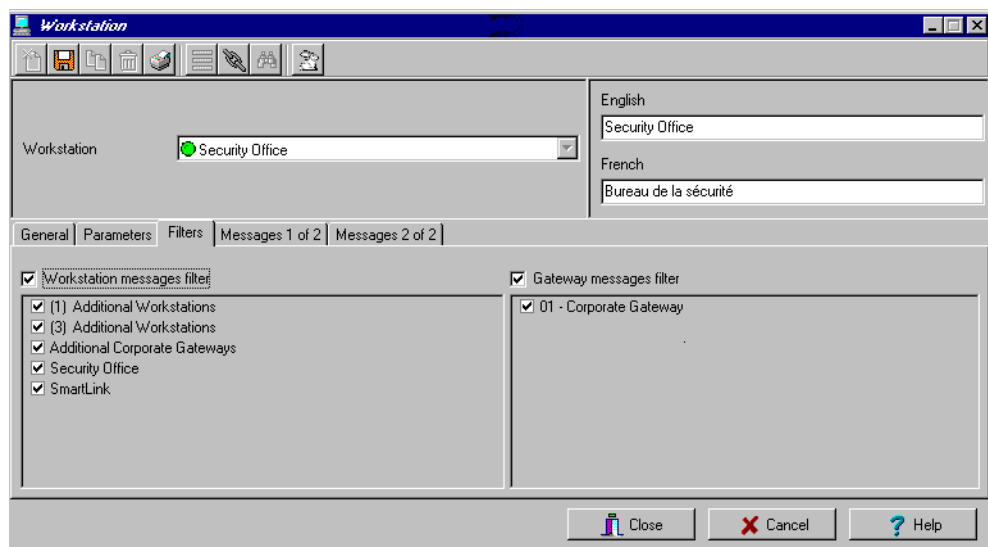 Workstation
English
Security Office
Workstation
Security Office
French
Bureau de la sécurité
General
Parameters
Filters
Messages 1 of 2
Messages 2 of 2
Workstation messages filter
Gateway messages filter
(1) Additional Workstations
(3) Additional Workstations
Additional Corporate Gateways
Security Office
SmartLink
01 - Corporate Gateway
Close
Cancel
Help